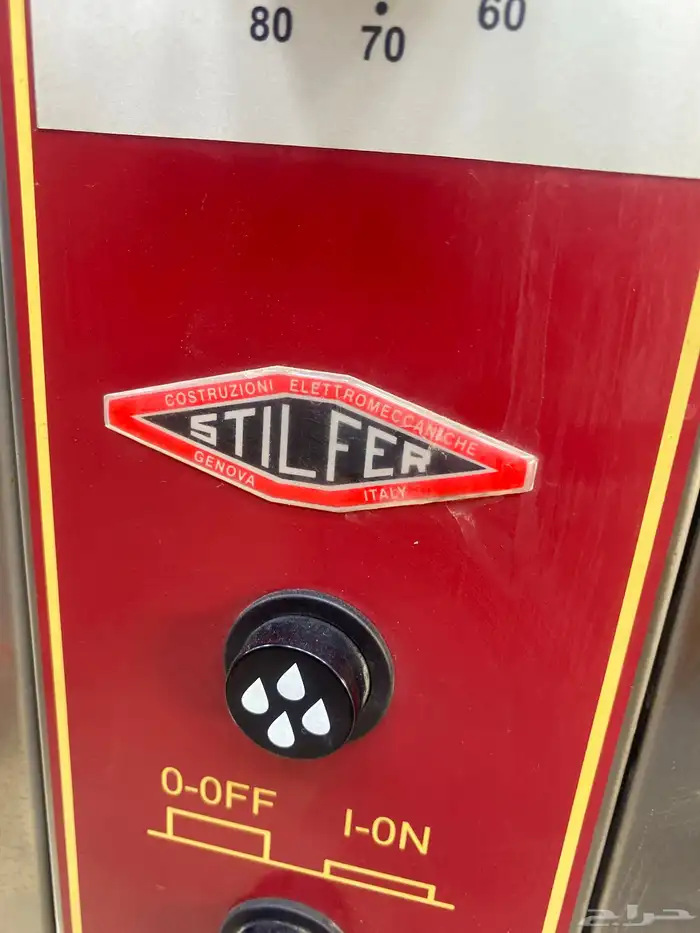 80
70
60
COSTRUZIONI ELETTROMECCANICHE
STILFER
GENOVA
ITALY
0-OFF
I-ON
حراج